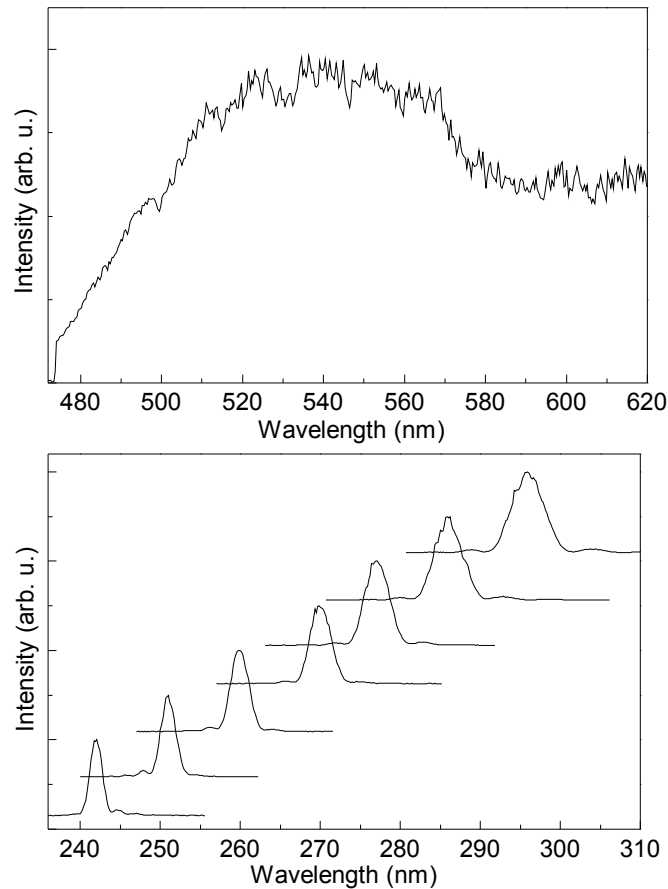 Intensity (arb. u.)
480 500 520 540 560 580 600 620
Wavelength (nm)
Intensity (arb. u.)
240 250 260 270 280 290 300 310
Wavelength (nm)